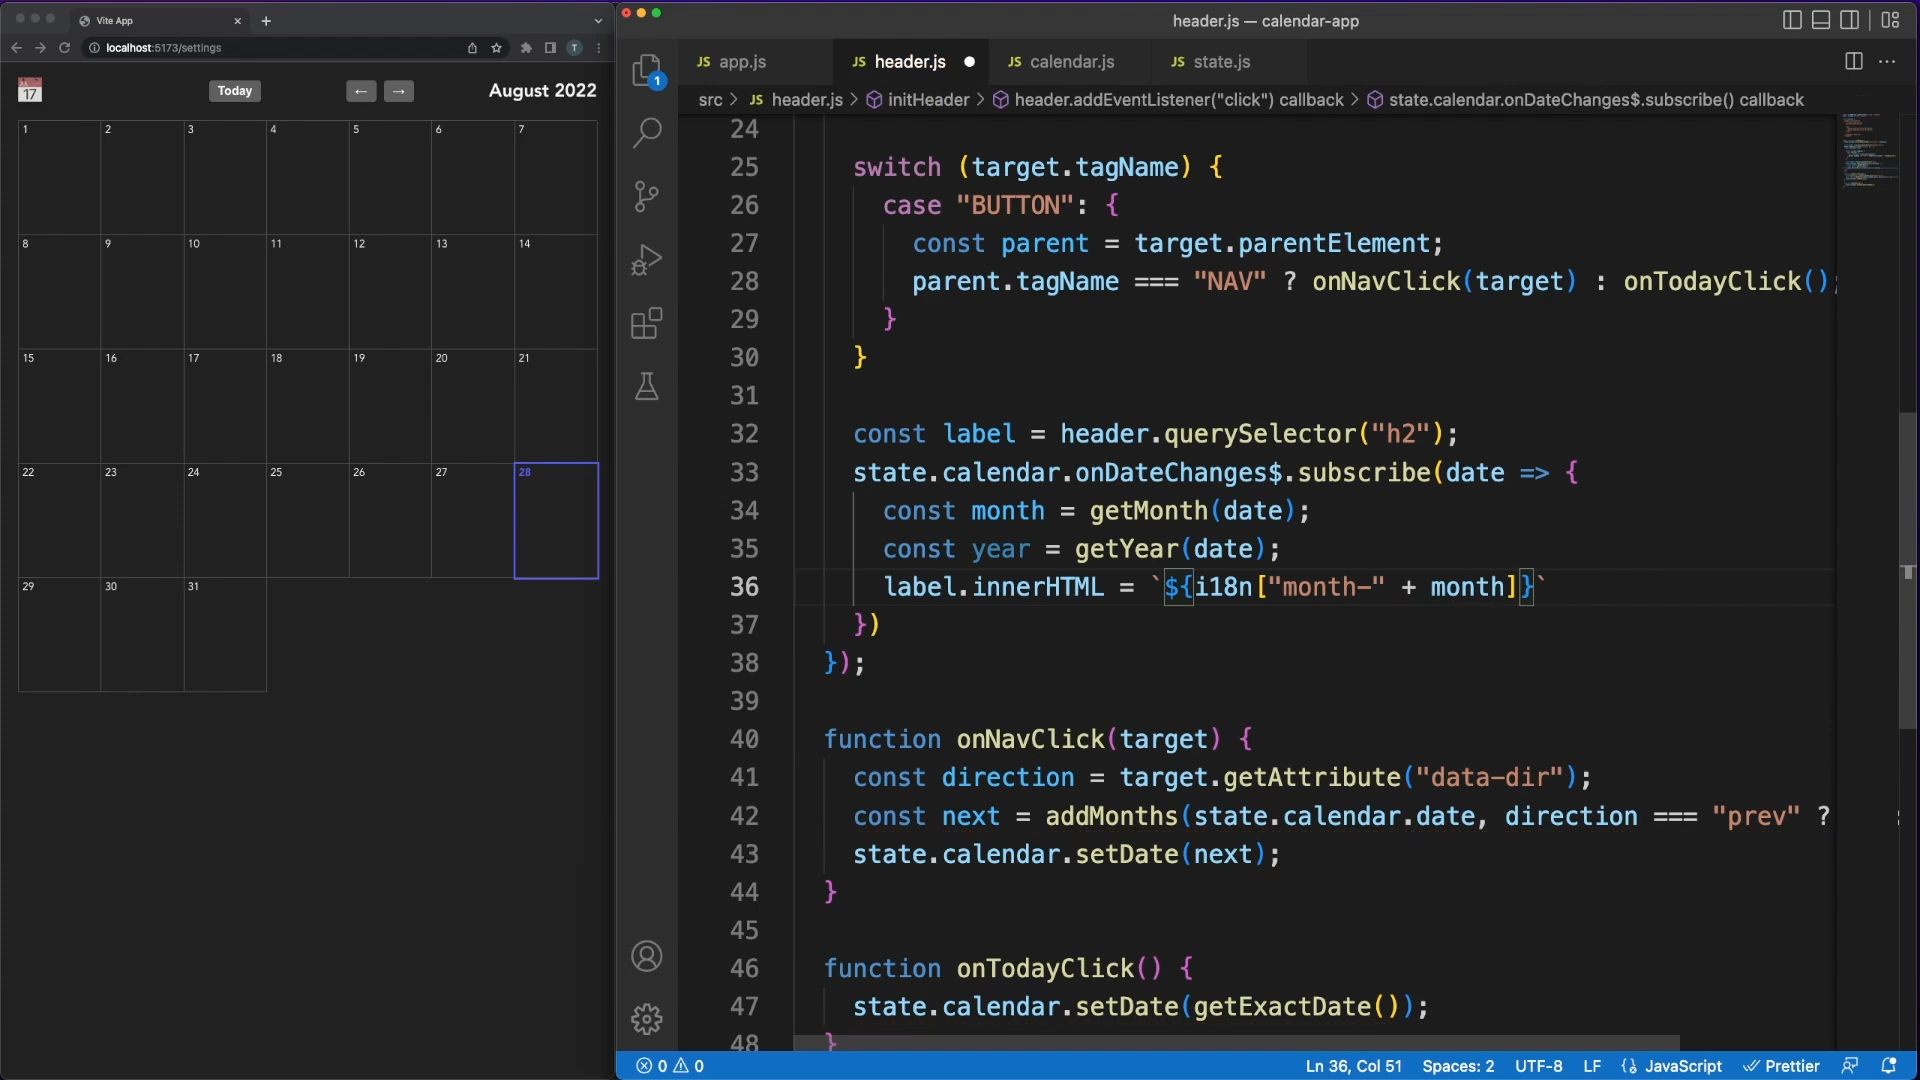 Vite App
localhost:5173/settings
T
17
Today
←
→
August 2022
1 2 3 4 5 6 7
8 9 10 11 12 13 14
15 16 17 18 19 20 21
22 23 24 25 26 27 28
29 30 31
header.js — calendar-app
1
JS app.js
JS header.js
JS calendar.js
JS state.js
src > JS header.js > initHeader > header.addEventListener("click") callback > state.calendar.onDateChanges$.subscribe() callback
24
25 switch (target.tagName) {
26 case "BUTTON": {
27 const parent = target.parentElement;
28 parent.tagName === "NAV" ? onNavClick(target) : onTodayClick();
29 }
30 }
31
32 const label = header.querySelector("h2");
33 state.calendar.onDateChanges$.subscribe(date => {
34 const month = getMonth(date);
35 const year = getYear(date);
36 label.innerHTML = `${i18n["month-" + month]}`
37 })
38 });
39
40 function onNavClick(target) {
41 const direction = target.getAttribute("data-dir");
42 const next = addMonths(state.calendar.date, direction === "prev" ?
43 state.calendar.setDate(next);
44 }
45
46 function onTodayClick() {
47 state.calendar.setDate(getExactDate());
48 }
0 0
Ln 36, Col 51
Spaces: 2
UTF-8
LF
{} JavaScript
Prettier